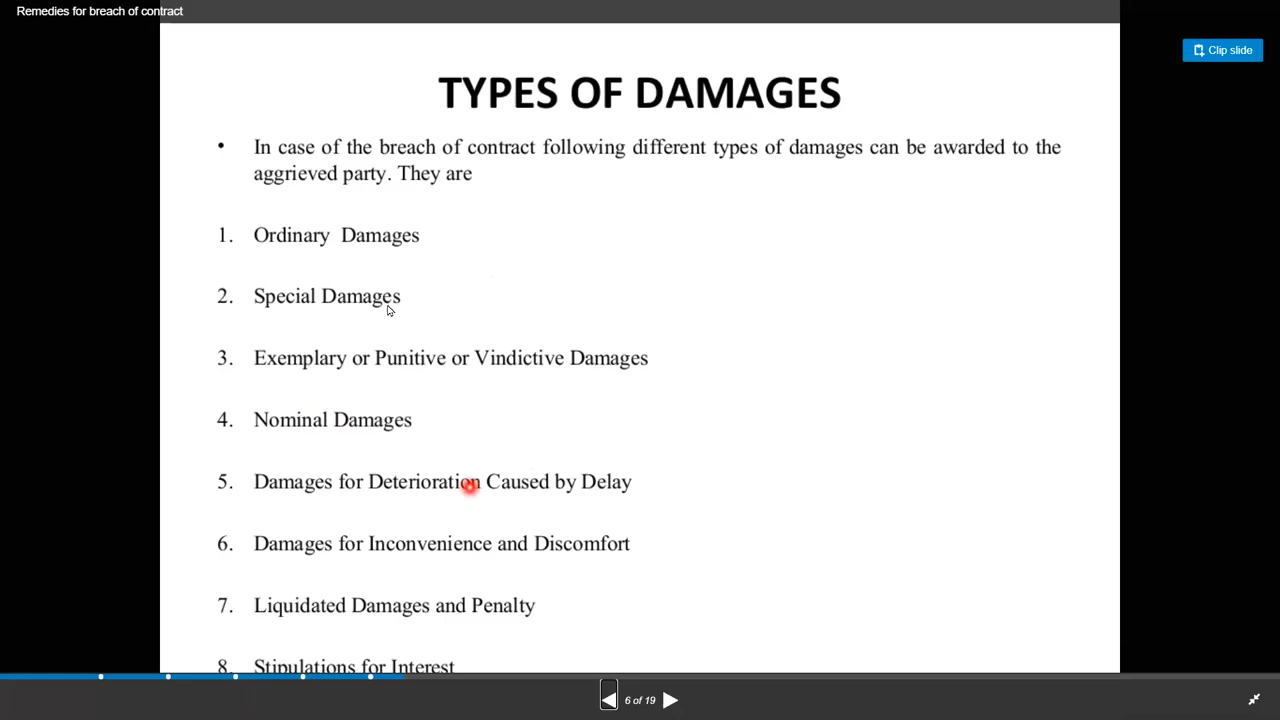 Remedies for breach of contract
Clip slide
TYPES OF DAMAGES
• In case of the breach of contract following different types of damages can be awarded to the
aggrieved party. They are
1. Ordinary Damages
2. Special Damages
3. Exemplary or Punitive or Vindictive Damages
4. Nominal Damages
5. Damages for Deterioration Caused by Delay
6. Damages for Inconvenience and Discomfort
7. Liquidated Damages and Penalty
8. Stipulations for Interest
6 of 19